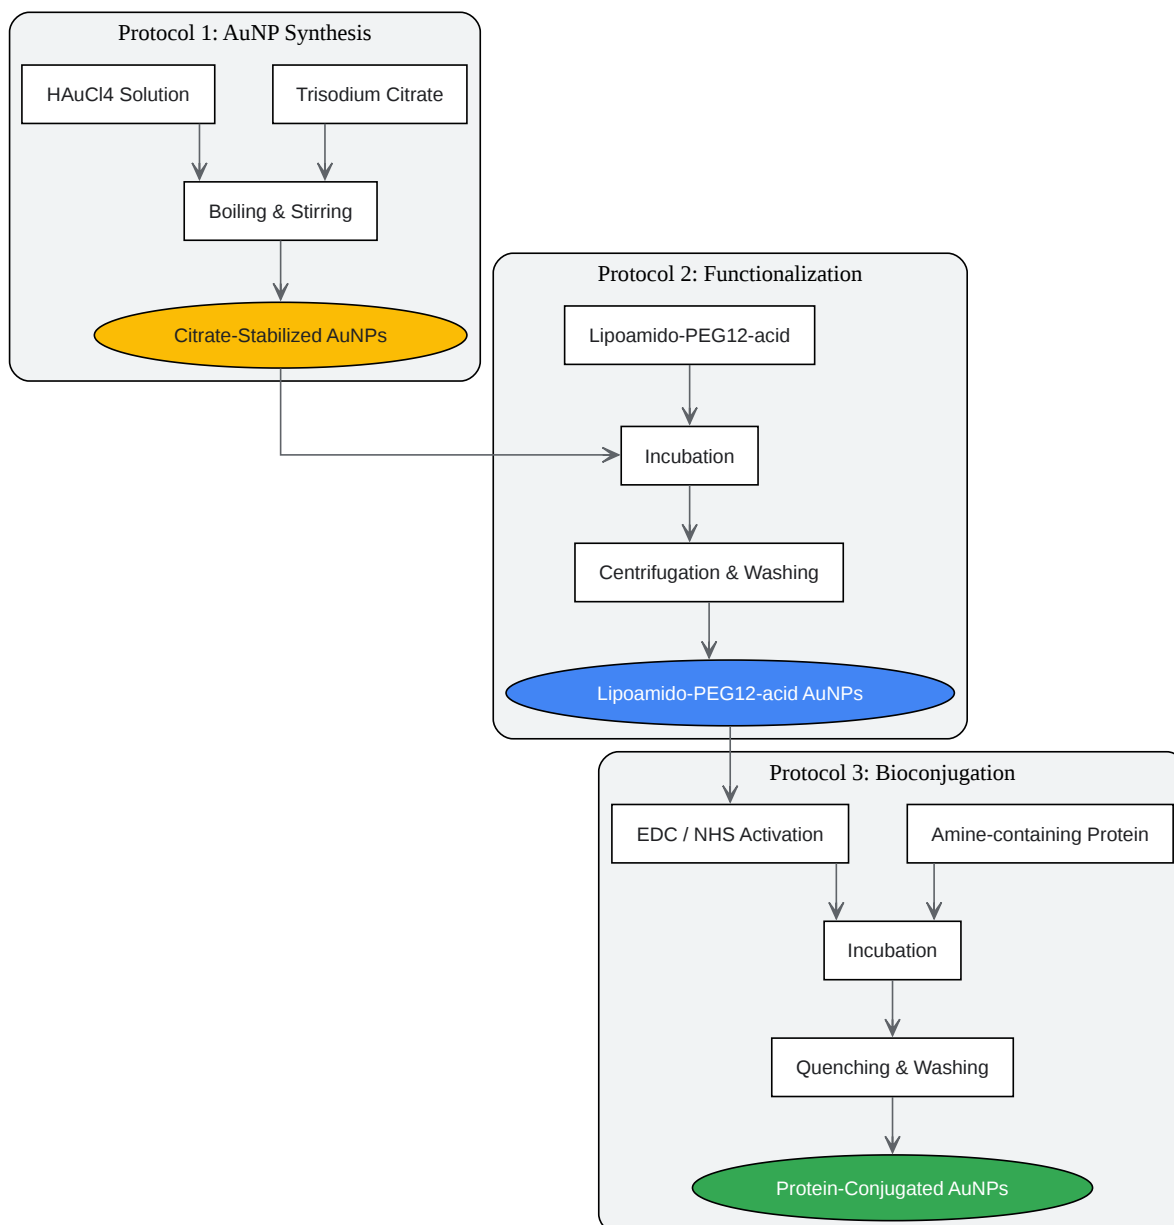 Protocol 1: AuNP Synthesis
HAuCl4 Solution
Trisodium Citrate
Boiling & Stirring
Citrate-Stabilized AuNPs
Protocol 2: Functionalization
Lipoamido-PEG12-acid
Incubation
Centrifugation & Washing
Lipoamido-PEG12-acid AuNPs
Protocol 3: Bioconjugation
EDC / NHS Activation
Amine-containing Protein
Incubation
Quenching & Washing
Protein-Conjugated AuNPs